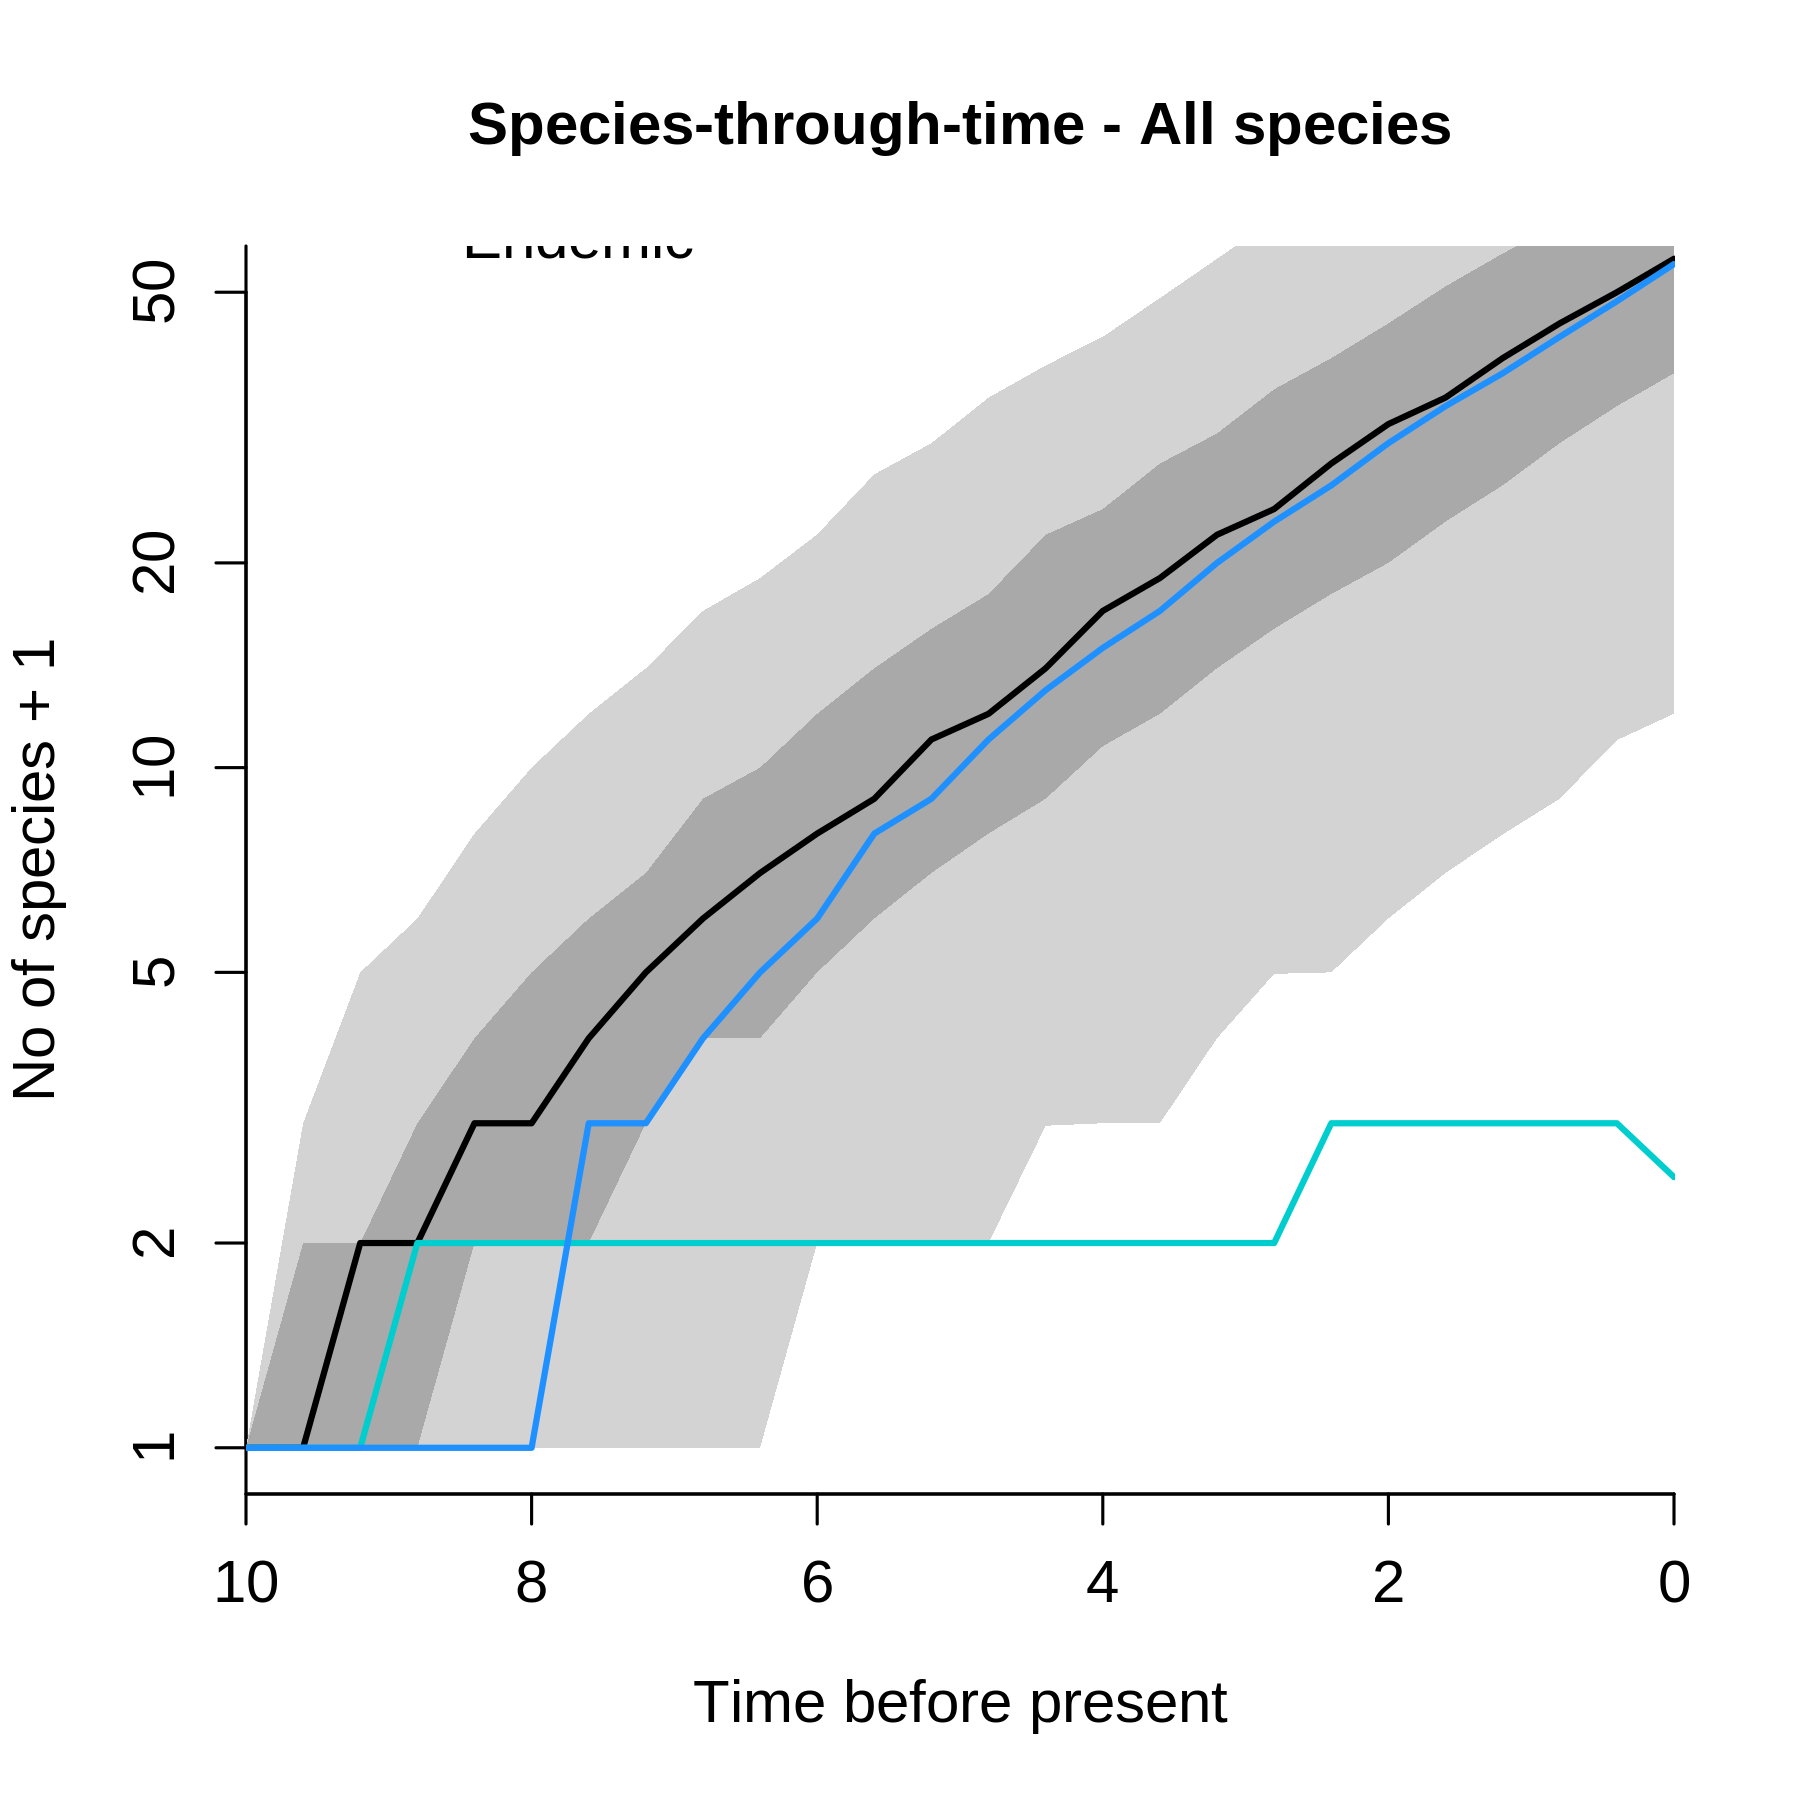 Species-through-time - All species
Endemic
No of species + 1
50
20
10
5
2
1
10 8 6 4 2 0
Time before present